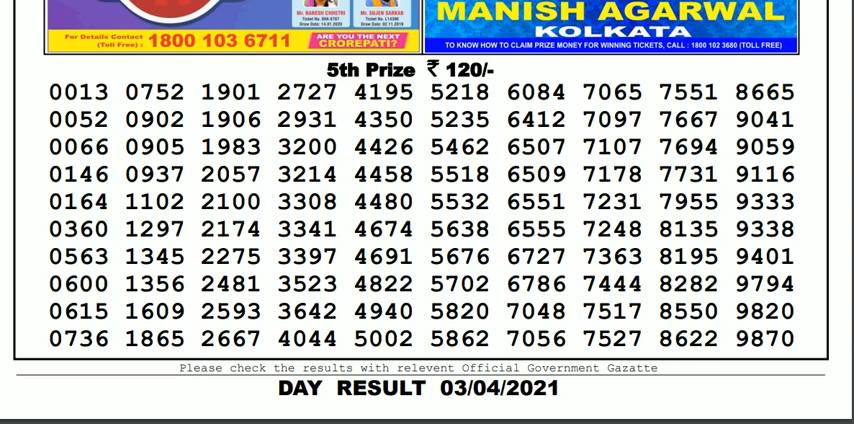 Mr. NARESH CHHETRI
Mr. SUJEN SARKAR
For Details Contact
(Toll Free) : 1800 103 6711
ARE YOU THE NEXT
CROREPATI?
MANISH AGARWAL
KOLKATA
TO KNOW HOW TO CLAIM PRIZE MONEY FOR WINNING TICKETS, CALL : 1800 102 3680 (TOLL FREE)
5th Prize ₹ 120/-
0013 0752 1901 2727 4195 5218 6084 7065 7551 8665
0052 0902 1906 2931 4350 5235 6412 7097 7667 9041
0066 0905 1983 3200 4426 5462 6507 7107 7694 9059
0146 0937 2057 3214 4458 5518 6509 7178 7731 9116
0164 1102 2100 3308 4480 5532 6551 7231 7955 9333
0360 1297 2174 3341 4674 5638 6555 7248 8135 9338
0563 1345 2275 3397 4691 5676 6727 7363 8195 9401
0600 1356 2481 3523 4822 5702 6786 7444 8282 9794
0615 1609 2593 3642 4940 5820 7048 7517 8550 9820
0736 1865 2667 4044 5002 5862 7056 7527 8622 9870
Please check the results with relevent Official Government Gazatte
DAY RESULT 03/04/2021